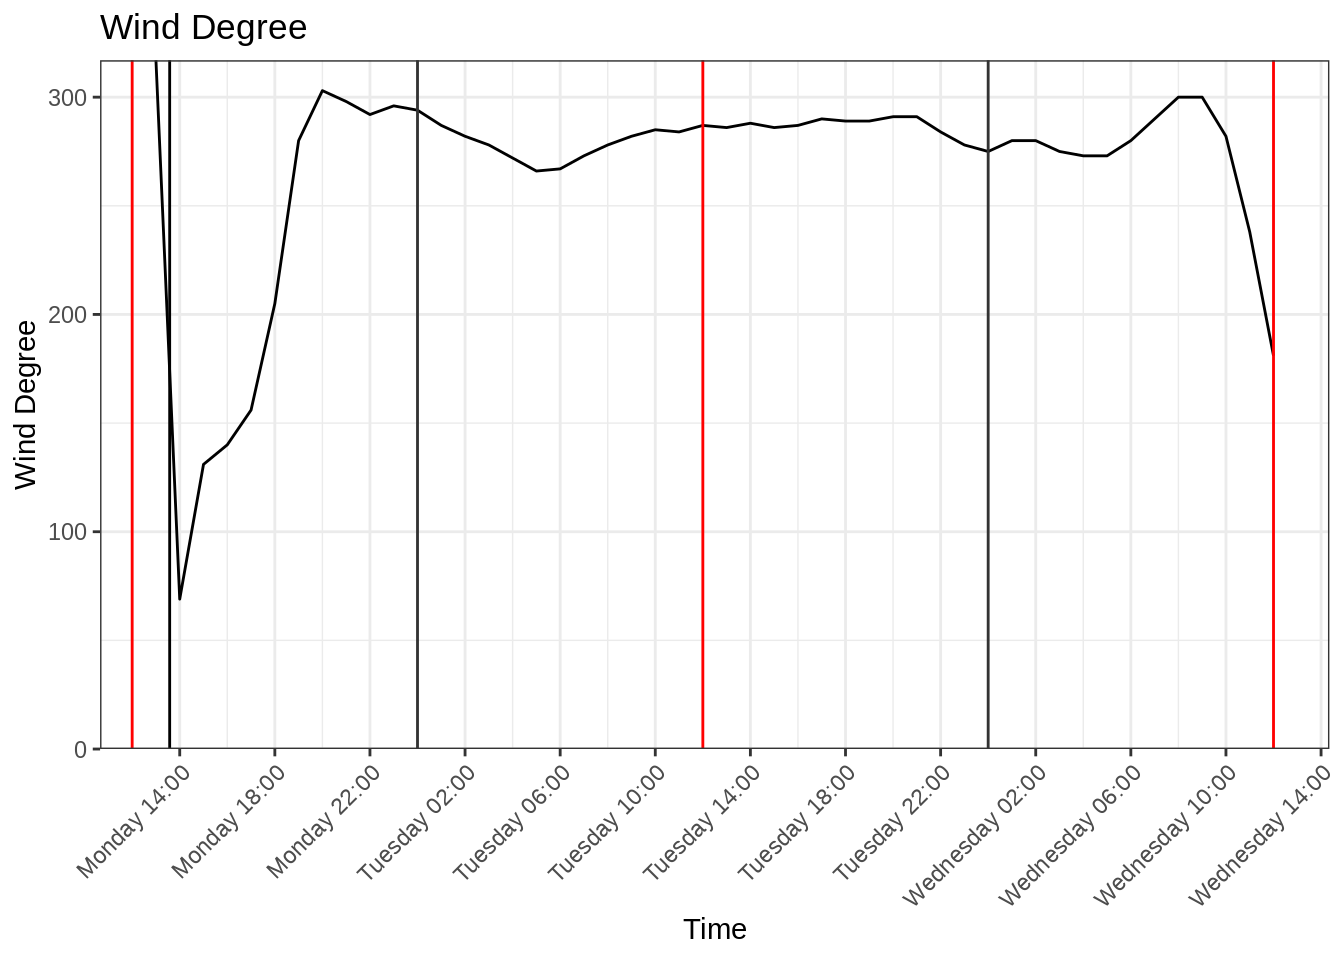 Wind Degree
Wind Degree
300
200
100
0
Monday 14:00
Monday 18:00
Monday 22:00
Tuesday 02:00
Tuesday 06:00
Tuesday 10:00
Tuesday 14:00
Tuesday 18:00
Tuesday 22:00
Wednesday 02:00
Wednesday 06:00
Wednesday 10:00
Wednesday 14:00
Time